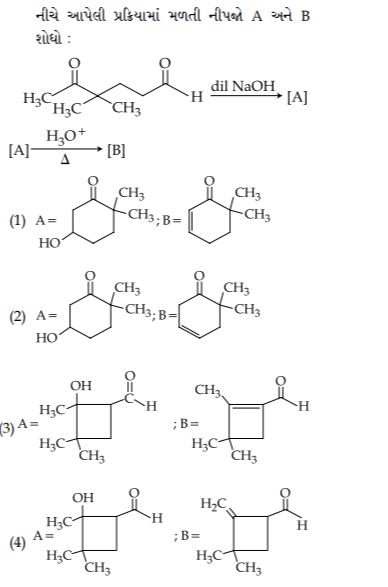 નીચે આપેલી પ્રક્રિયામાં મળતી નીપજો A અને B
શોધો :
O O
H₃C H₃C CH₃ H dil NaOH [A]
[A] H₃O⁺ Δ [B]
(1) A = O CH₃ CH₃ HO ; B = O CH₃ CH₃
(2) A = O CH₃ CH₃ HO ; B = O CH₃ CH₃
(3) A = OH O H₃C C H H₃C CH₃ ; B = CH₃ O H H₃C CH₃
(4) A = OH O H₃C H H₃C CH₃ ; B = H₂C O H H₃C CH₃